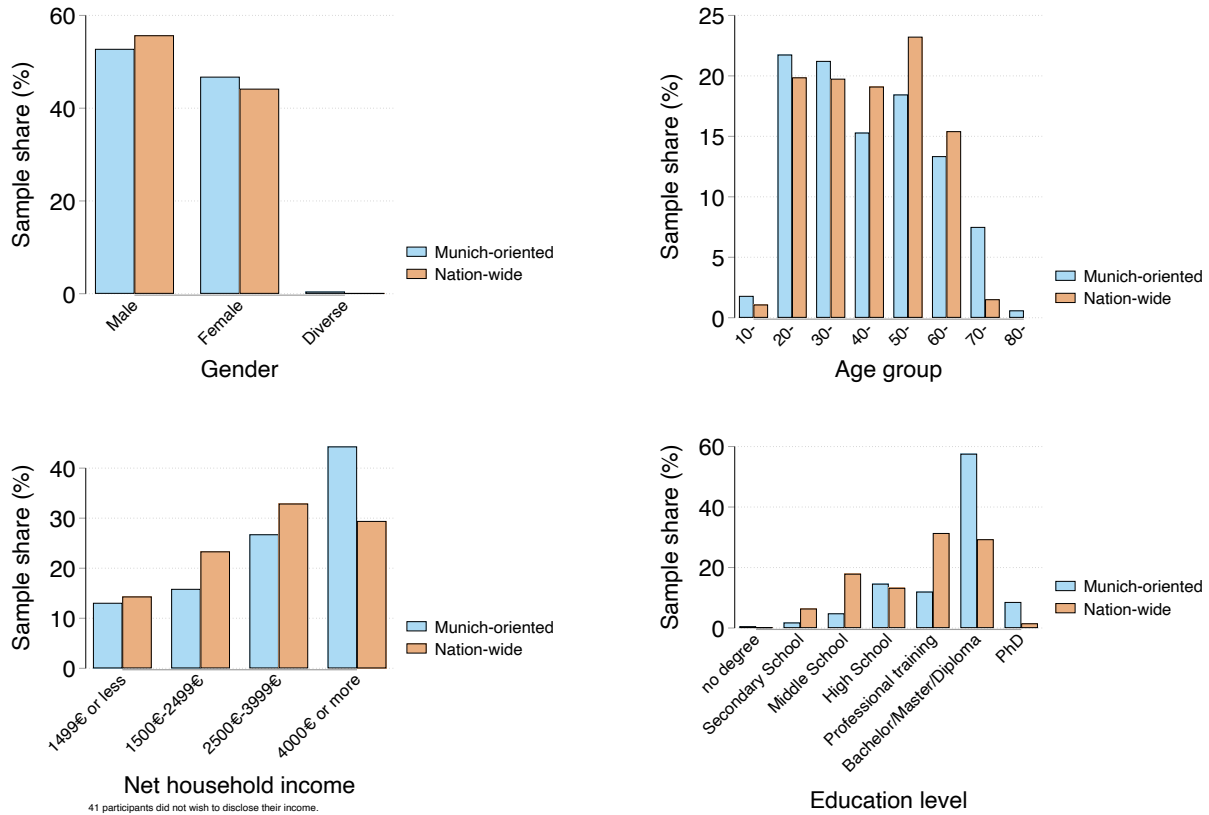 Sample share (%)
60
40
20
0
Male
Female
Diverse
Gender
Munich-oriented
Nation-wide
Sample share (%)
25
20
15
10
5
0
10-
20-
30-
40-
50-
60-
70-
80-
Age group
Munich-oriented
Nation-wide
Sample share (%)
40
30
20
10
0
1499€ or less
1500€-2499€
2500€-3999€
4000€ or more
Net household income
41 participants did not wish to disclose their income.
Munich-oriented
Nation-wide
Sample share (%)
60
40
20
0
no degree
Secondary School
Middle School
High School
Professional training
Bachelor/Master/Diploma
PhD
Education level
Munich-oriented
Nation-wide